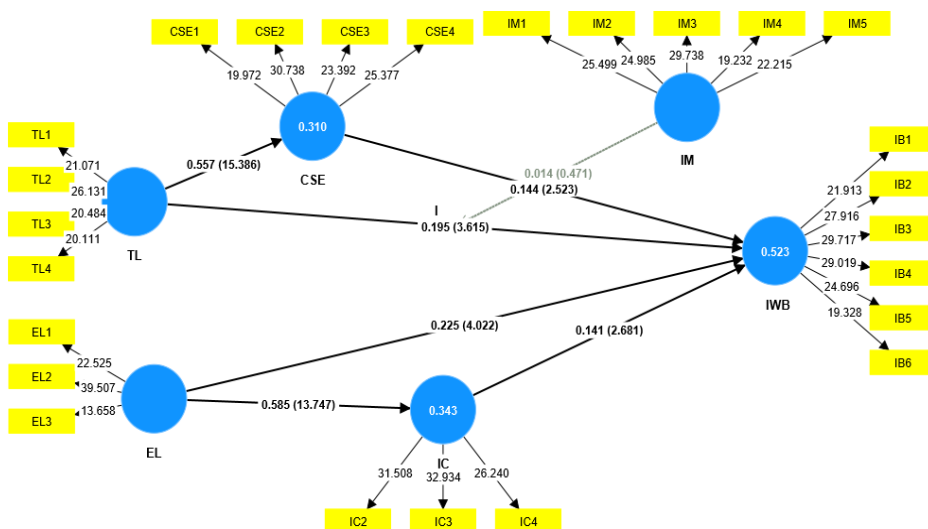 CSE1
CSE2
CSE3
CSE4
IM1
IM2
IM3
IM4
IM5
19.972
30.738
23.392
25.377
25.499
24.985
29.738
19.232
22.215
0.310
CSE
IM
TL1
TL2
TL3
TL4
21.071
26.131
20.484
20.111
TL
0.557 (15.386)
0.014 (0.471)
0.144 (2.523)
I
0.195 (3.615)
IB1
IB2
IB3
IB4
IB5
IB6
21.913
27.916
29.717
29.019
24.696
19.328
0.523
IWB
0.225 (4.022)
0.141 (2.681)
EL1
EL2
EL3
22.525
39.507
13.658
EL
0.585 (13.747)
0.343
IC
31.508
32.934
26.240
IC2
IC3
IC4